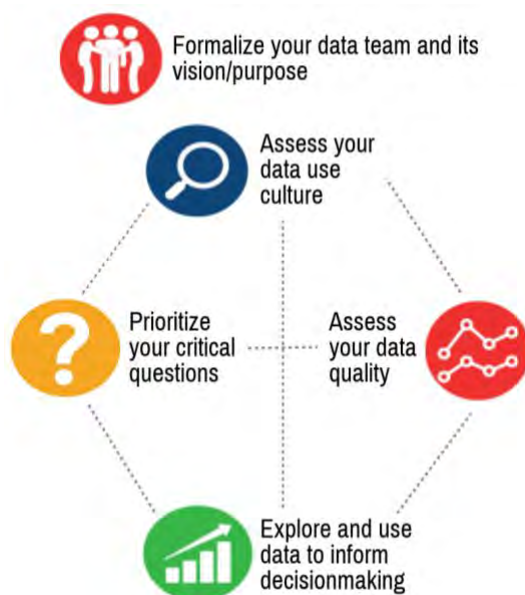 Formalize your data team and its
vision/purpose
Assess your
data use
culture
?
Prioritize
your critical
questions
Assess
your data
quality
Explore and use
data to inform
decisionmaking